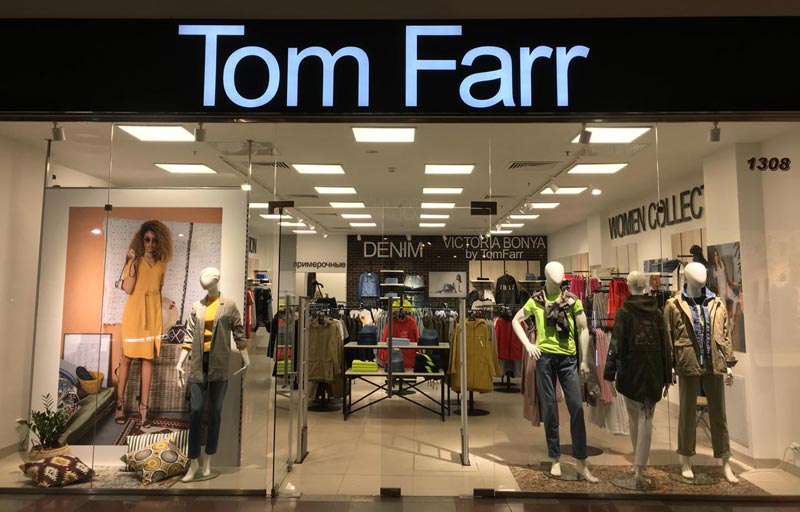 Tom Farr
1308
WOMEN COLLECT
примерочные
DENIM
VICTORIA BONYA
by TomFarr